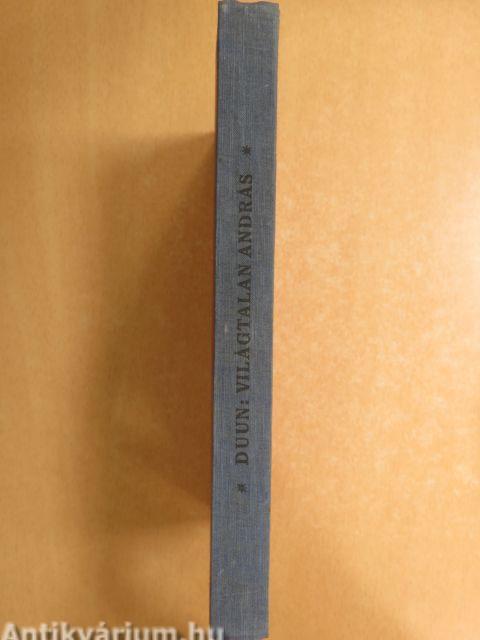 * DUUN: VILÁGTALAN ANDRÁS *
Antikvárium.hu